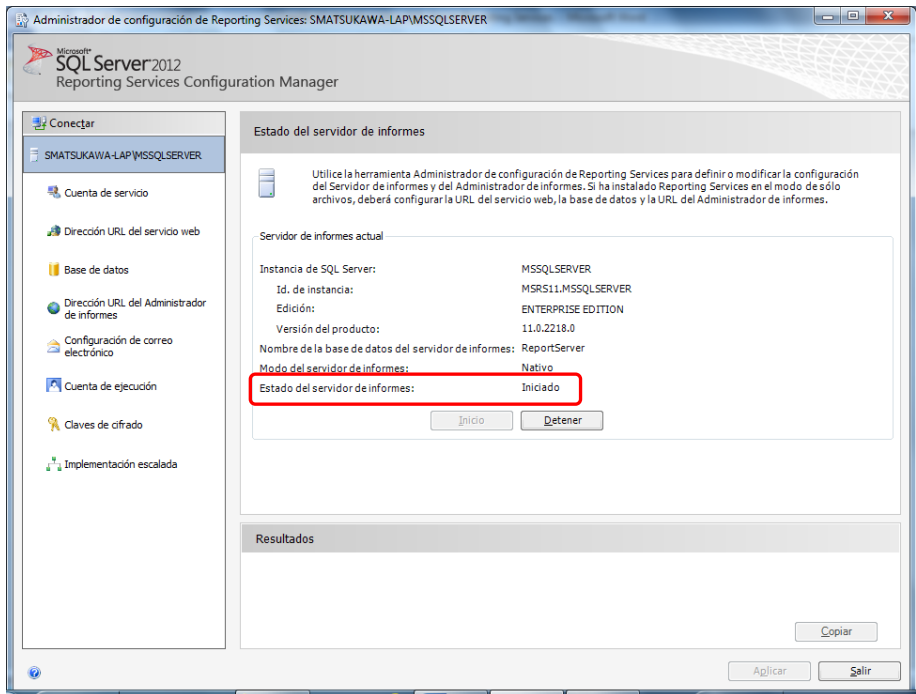 Administrador de configuración de Reporting Services: SMATSUKAWA-LAP\MSSQLSERVER
Microsoft
SQL Server 2012
Reporting Services Configuration Manager
Conectar
SMATSUKAWA-LAP\MSSQLSERVER
Cuenta de servicio
Dirección URL del servicio web
Base de datos
Dirección URL del Administrador
de informes
Configuración de correo
electrónico
Cuenta de ejecución
Claves de cifrado
Implementación escalada
Estado del servidor de informes
Utilice la herramienta Administrador de configuración de Reporting Services para definir o modificar la configuración
del Servidor de informes y del Administrador de informes. Si ha instalado Reporting Services en el modo de sólo
archivos, deberá configurar la URL del servicio web, la base de datos y la URL del Administrador de informes.
Servidor de informes actual
Instancia de SQL Server: MSSQLSERVER
Id. de instancia: MSRS11.MSSQLSERVER
Edición: ENTERPRISE EDITION
Versión del producto: 11.0.2218.0
Nombre de la base de datos del servidor de informes: ReportServer
Modo del servidor de informes: Nativo
Estado del servidor de informes: Iniciado
Inicio Detener
Resultados
Copiar
Aplicar Salir